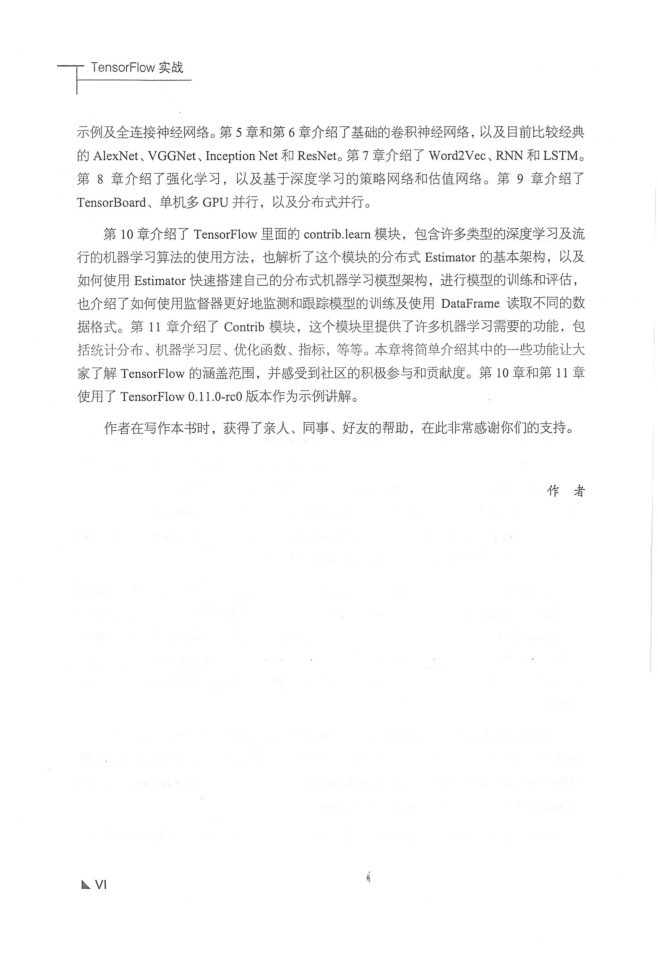 TensorFlow 实战
示例及全连接神经网络。第 5 章和第 6 章介绍了基础的卷积神经网络，以及目前比较经典
的 AlexNet、VGGNet、Inception Net 和 ResNet。第 7 章介绍了 Word2Vec、RNN 和 LSTM。
第 8 章介绍了强化学习，以及基于深度学习的策略网络和估值网络。第 9 章介绍了
TensorBoard、单机多 GPU 并行，以及分布式并行。
第 10 章介绍了 TensorFlow 里面的 contrib.learn 模块，包含许多类型的深度学习及流
行的机器学习算法的使用方法，也解析了这个模块的分布式 Estimator 的基本架构，以及
如何使用 Estimator 快速搭建自己的分布式机器学习模型架构，进行模型的训练和评估，
也介绍了如何使用监督器更好地监测和跟踪模型的训练及使用 DataFrame 读取不同的数
据格式。第 11 章介绍了 Contrib 模块，这个模块里提供了许多机器学习需要的功能，包
括统计分布、机器学习层、优化函数、指标，等等。本章将简单介绍其中的一些功能让大
家了解 TensorFlow 的涵盖范围，并感受到社区的积极参与和贡献度。第 10 章和第 11 章
使用了 TensorFlow 0.11.0-rc0 版本作为示例讲解。
作者在写作本书时，获得了亲人、同事、好友的帮助，在此非常感谢你们的支持。
作 者
VI